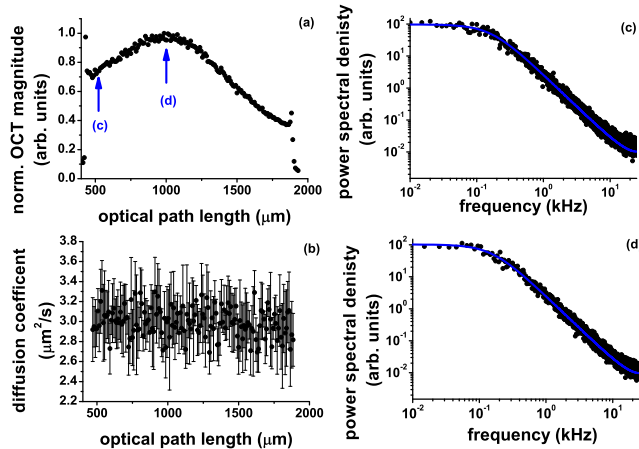 (a)
norm. OCT magnitude
(arb. units)
1.0
0.8
0.6
0.4
0.2
0.0
(c)
(d)
500
1000
1500
2000
optical path length (μm)
(c)
power spectral denisty
(arb. units)
10²
10¹
10⁰
10⁻¹
10⁻²
10⁻²
10⁻¹
10⁰
10¹
frequency (kHz)
(b)
diffusion coefficent
(μm²/s)
3.8
3.6
3.4
3.2
3.0
2.8
2.6
2.4
2.2
500
1000
1500
2000
optical path length (μm)
(d)
power spectral denisty
(arb. units)
10²
10¹
10⁰
10⁻¹
10⁻²
10⁻²
10⁻¹
10⁰
10¹
frequency (kHz)